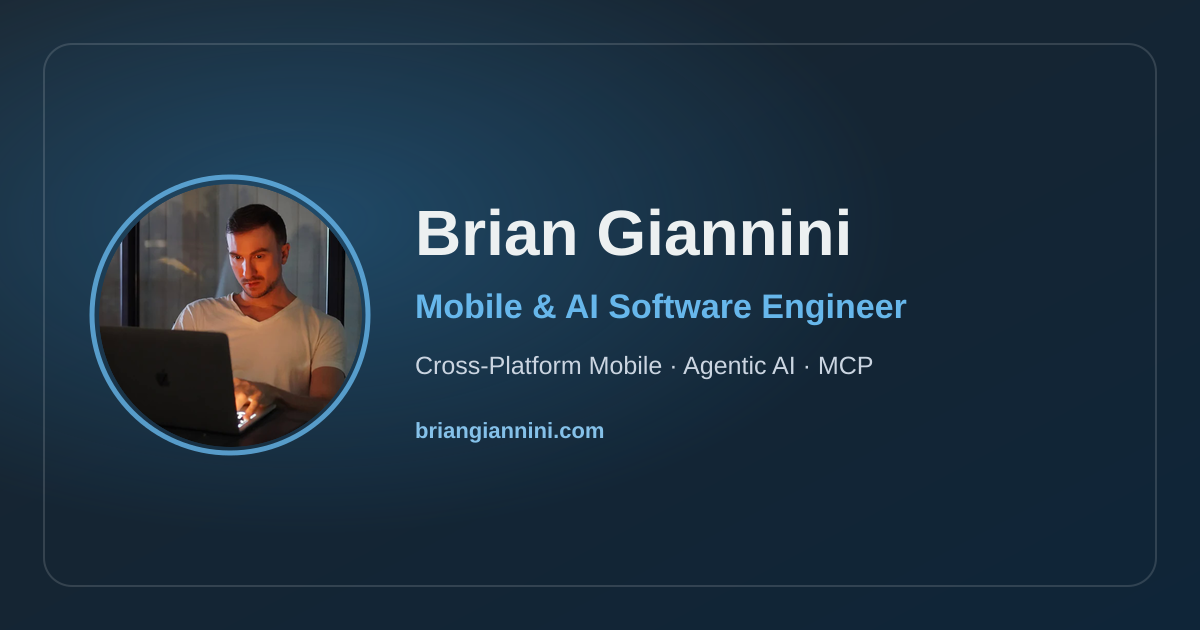 Brian Giannini
Mobile & AI Software Engineer
Cross-Platform Mobile · Agentic AI · MCP
briangiannini.com